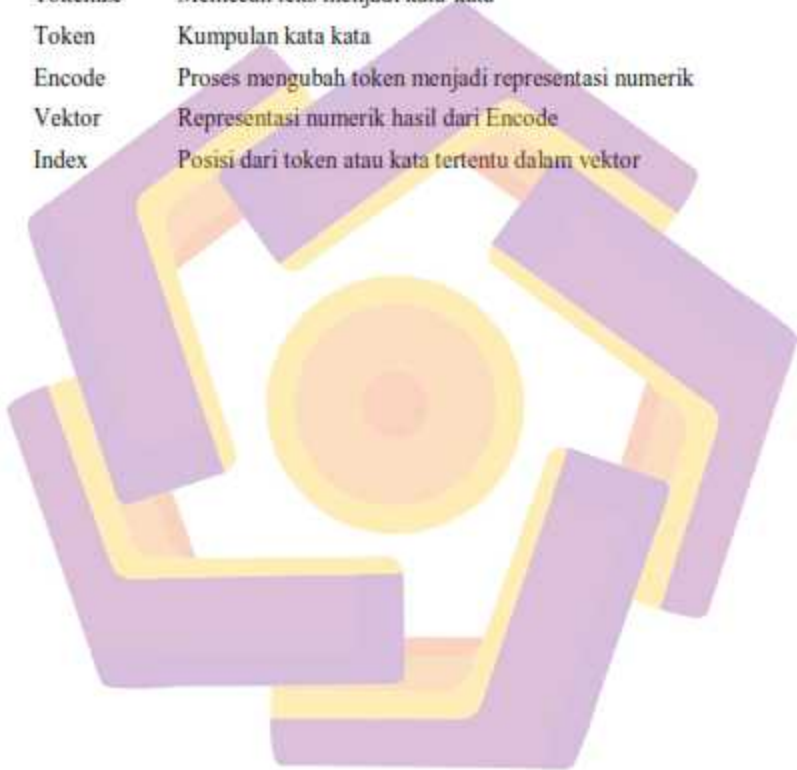 Token Kumpulan kata kata
Encode Proses mengubah token menjadi representasi numerik
Vektor Representasi numerik hasil dari Encode
Index Posisi dari token atau kata tertentu dalam vektor